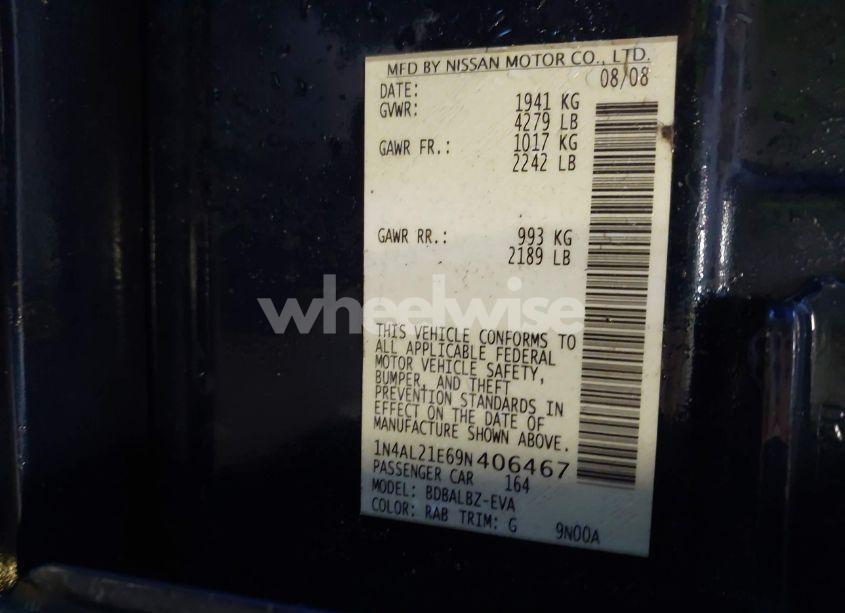 MFD BY NISSAN MOTOR CO., LTD.
DATE: 08/08
GVWR: 1941 KG
4279 LB
GAWR FR.: 1017 KG
2242 LB
GAWR RR.: 993 KG
2189 LB
wheelwise
THIS VEHICLE CONFORMS TO
ALL APPLICABLE FEDERAL
MOTOR VEHICLE SAFETY,
BUMPER, AND THEFT
PREVENTION STANDARDS IN
EFFECT ON THE DATE OF
MANUFACTURE SHOWN ABOVE.
1N4AL21E69N406467
PASSENGER CAR 164
MODEL: BDBALBZ-EVA
COLOR: RAB TRIM: G 9N00A